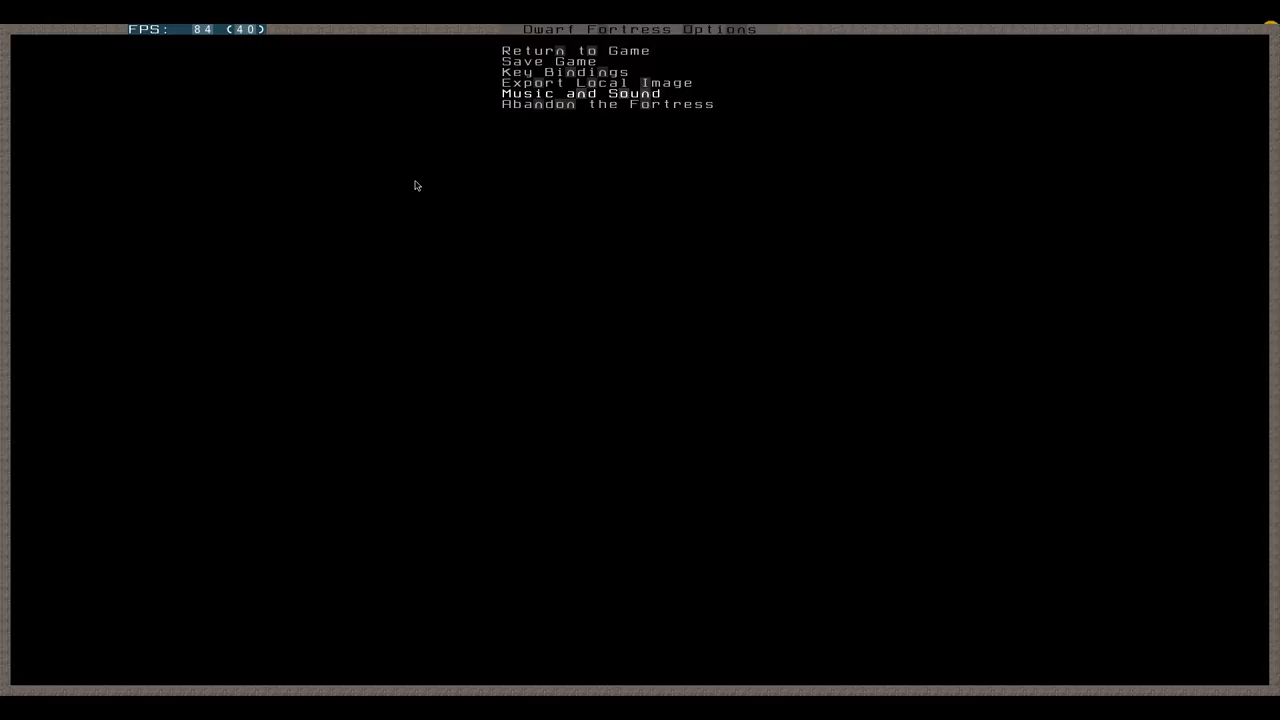 FPS: 84 (40) Dwarf Fortress Options
Return to Game
Save Game
Key Bindings
Export Local Image
Music and Sound
Abandon the Fortress